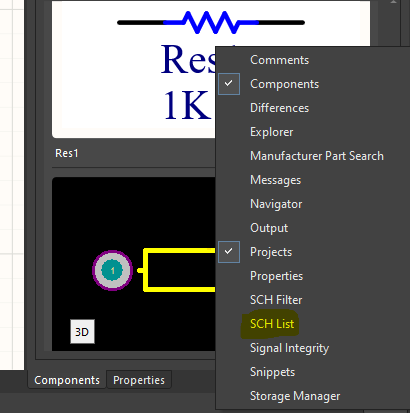 Res
1K
Res1
1
3D
Comments
Components
Differences
Explorer
Manufacturer Part Search
Messages
Navigator
Output
Projects
Properties
SCH Filter
SCH List
Signal Integrity
Snippets
Storage Manager
Components Properties